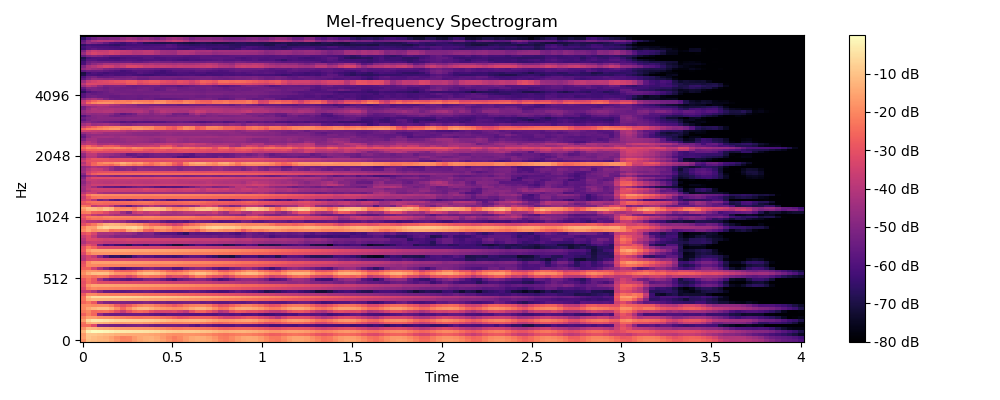 Mel-frequency Spectrogram
Hz
4096
2048
1024
512
0
0 0.5 1 1.5 2 2.5 3 3.5 4
Time
-10 dB
-20 dB
-30 dB
-40 dB
-50 dB
-60 dB
-70 dB
-80 dB